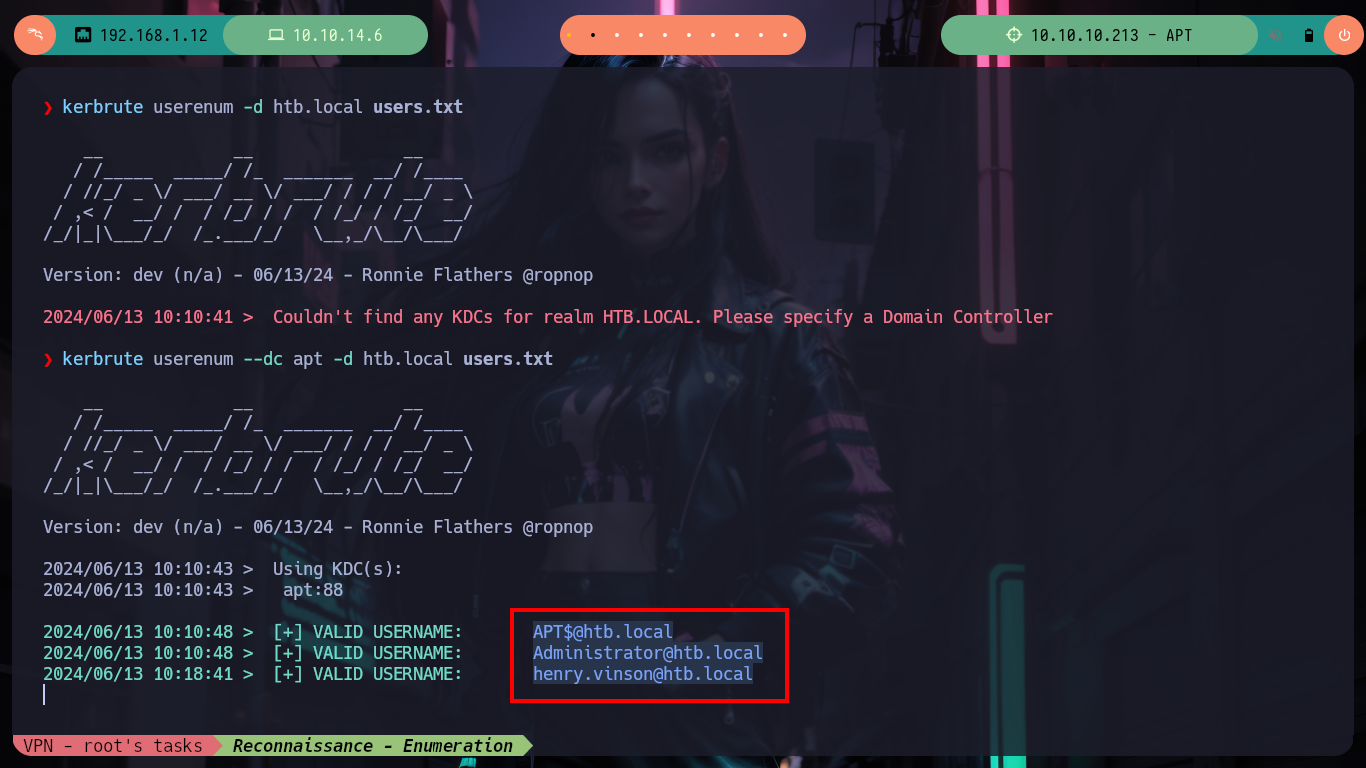 192.168.1.12
10.10.14.6
10.10.10.213 - APT
❯ kerbrute userenum -d htb.local users.txt
    __             __               __
   / /_____  _____/ /_  _______  __/ /____
  / //_/ _ \/ ___/ __ \/ ___/ / / / __/ _ \
 / ,< /  __/ /  / /_/ / /  / /_/ / /_/  __/
/_/|_|\___/_/  /_.___/_/   \__,_/\__/\___/
Version: dev (n/a) - 06/13/24 - Ronnie Flathers @ropnop
2024/06/13 10:10:41 >  Couldn't find any KDCs for realm HTB.LOCAL. Please specify a Domain Controller
❯ kerbrute userenum --dc apt -d htb.local users.txt
    __             __               __
   / /_____  _____/ /_  _______  __/ /____
  / //_/ _ \/ ___/ __ \/ ___/ / / / __/ _ \
 / ,< /  __/ /  / /_/ / /  / /_/ / /_/  __/
/_/|_|\___/_/  /_.___/_/   \__,_/\__/\___/
Version: dev (n/a) - 06/13/24 - Ronnie Flathers @ropnop
2024/06/13 10:10:43 >  Using KDC(s):
2024/06/13 10:10:43 >   apt:88
2024/06/13 10:10:48 >  [+] VALID USERNAME:       APT$@htb.local
2024/06/13 10:10:48 >  [+] VALID USERNAME:       Administrator@htb.local
2024/06/13 10:18:41 >  [+] VALID USERNAME:       henry.vinson@htb.local
VPN - root's tasks  Reconnaissance - Enumeration